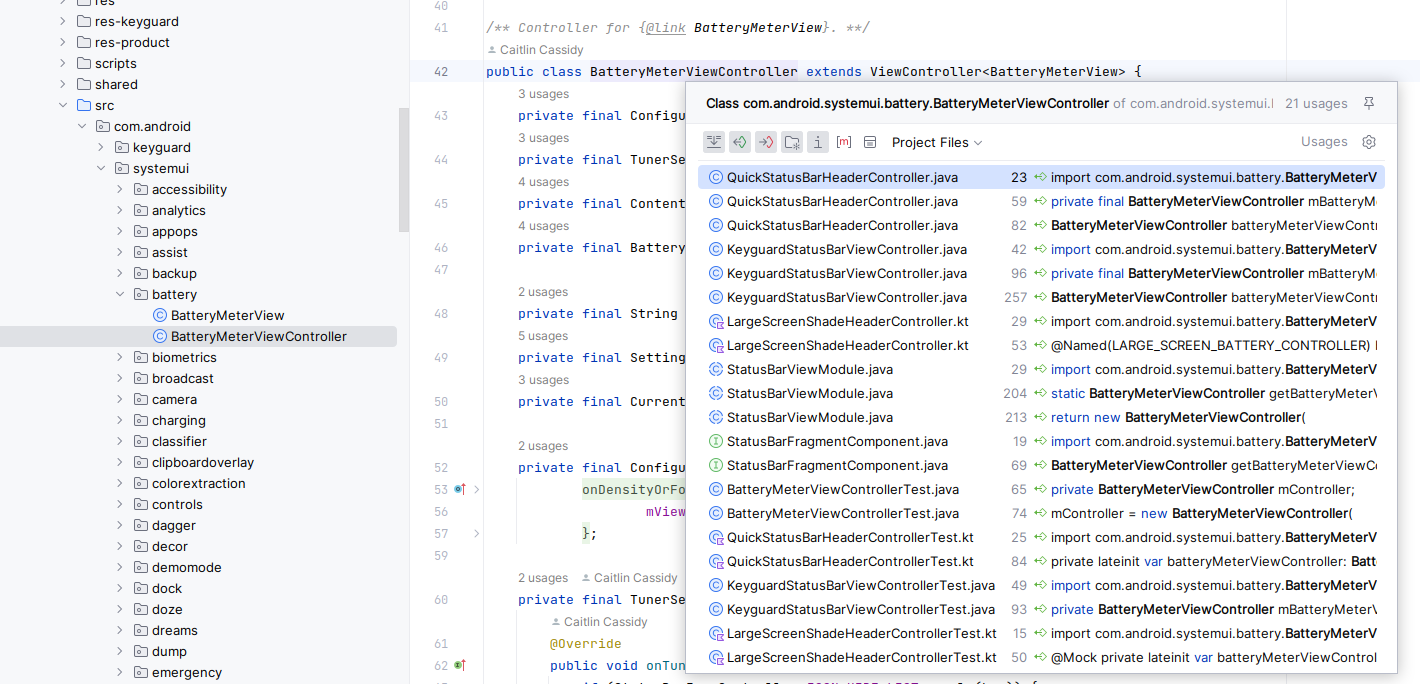 res
res-keyguard
res-product
scripts
shared
src
com.android
keyguard
systemui
accessibility
analytics
appops
assist
backup
battery
BatteryMeterView
BatteryMeterViewController
biometrics
broadcast
camera
charging
classifier
clipboardoverlay
colorextraction
controls
dagger
decor
demomode
dock
doze
dreams
dump
emergency
40
41 /** Controller for {@link BatteryMeterView}. **/
Caitlin Cassidy
42 public class BatteryMeterViewController extends ViewController<BatteryMeterView> {
3 usages
43 private final Configu
3 usages
44 private final TunerSe
4 usages
45 private final Content
4 usages
46 private final Battery
47
2 usages
48 private final String
5 usages
49 private final Setting
3 usages
50 private final Current
51
2 usages
52 private final Configu
53 onDensityOrFo
56 mView
57 };
59
2 usages Caitlin Cassidy
60 private final TunerSe
Caitlin Cassidy
61 @Override
62 public void onTun
Class com.android.systemui.battery.BatteryMeterViewController of com.android.systemui. 21 usages
[m] Project Files Usages
QuickStatusBarHeaderController.java 23 import com.android.systemui.battery.BatteryMeterV
QuickStatusBarHeaderController.java 59 private final BatteryMeterViewController mBatteryM
QuickStatusBarHeaderController.java 82 BatteryMeterViewController batteryMeterViewContr
KeyguardStatusBarViewController.java 42 import com.android.systemui.battery.BatteryMeterV
KeyguardStatusBarViewController.java 96 private final BatteryMeterViewController mBatteryM
KeyguardStatusBarViewController.java 257 BatteryMeterViewController batteryMeterViewContr
LargeScreenShadeHeaderController.kt 29 import com.android.systemui.battery.BatteryMeterV
LargeScreenShadeHeaderController.kt 53 @Named(LARGE_SCREEN_BATTERY_CONTROLLER)
StatusBarViewModule.java 29 import com.android.systemui.battery.BatteryMeterV
StatusBarViewModule.java 204 static BatteryMeterViewController getBatteryMeterV
StatusBarViewModule.java 213 return new BatteryMeterViewController(
StatusBarFragmentComponent.java 19 import com.android.systemui.battery.BatteryMeterV
StatusBarFragmentComponent.java 69 BatteryMeterViewController getBatteryMeterViewCo
BatteryMeterViewControllerTest.java 65 private BatteryMeterViewController mController;
BatteryMeterViewControllerTest.java 74 mController = new BatteryMeterViewController(
QuickStatusBarHeaderControllerTest.kt 25 import com.android.systemui.battery.BatteryMeterV
QuickStatusBarHeaderControllerTest.kt 84 private lateinit var batteryMeterViewController: Batt
KeyguardStatusBarViewControllerTest.java 49 import com.android.systemui.battery.BatteryMeterV
KeyguardStatusBarViewControllerTest.java 93 private BatteryMeterViewController mBatteryMeterV
LargeScreenShadeHeaderControllerTest.kt 15 import com.android.systemui.battery.BatteryMeterV
LargeScreenShadeHeaderControllerTest.kt 50 @Mock private lateinit var batteryMeterViewControl